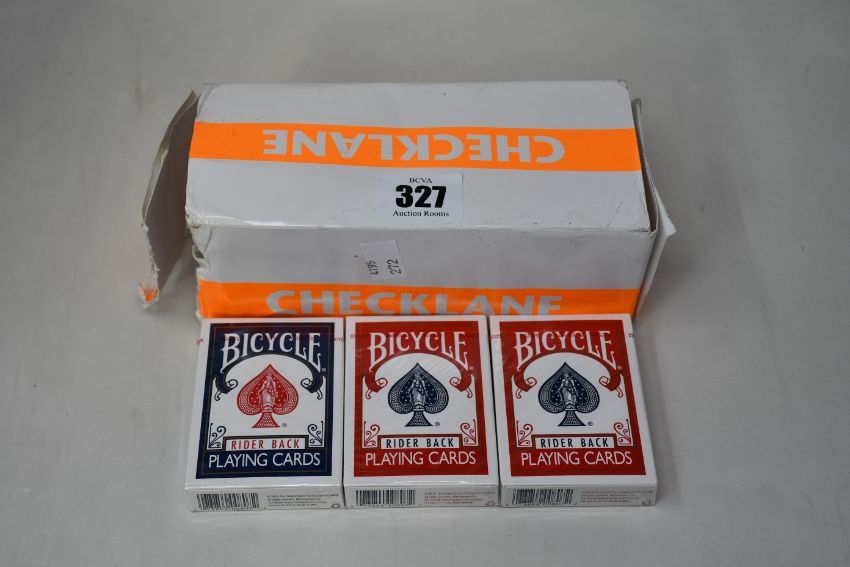 CHECKLANE
BCVA
327
Auction Rooms
272
CHECKLANE
BICYCLE
RIDER BACK
PLAYING CARDS
BICYCLE
RIDER BACK
PLAYING CARDS
BICYCLE
RIDER BACK
PLAYING CARDS